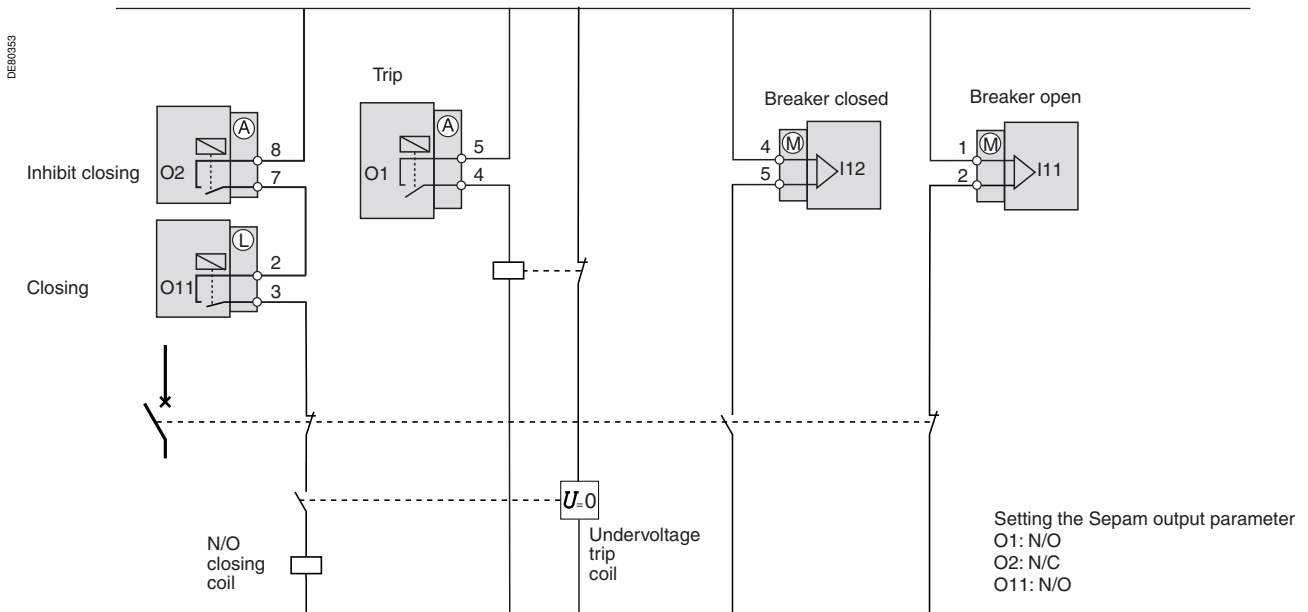 DE80353
Trip
Breaker closed
Breaker open
Inhibit closing
O2
A
8
7
O1
A
5
4
4
5
M
I12
1
2
M
I11
Closing
O11
L
2
3
N/O
closing
coil
U=0
Undervoltage
trip
coil
Setting the Sepam output parameter
O1: N/O
O2: N/C
O11: N/O